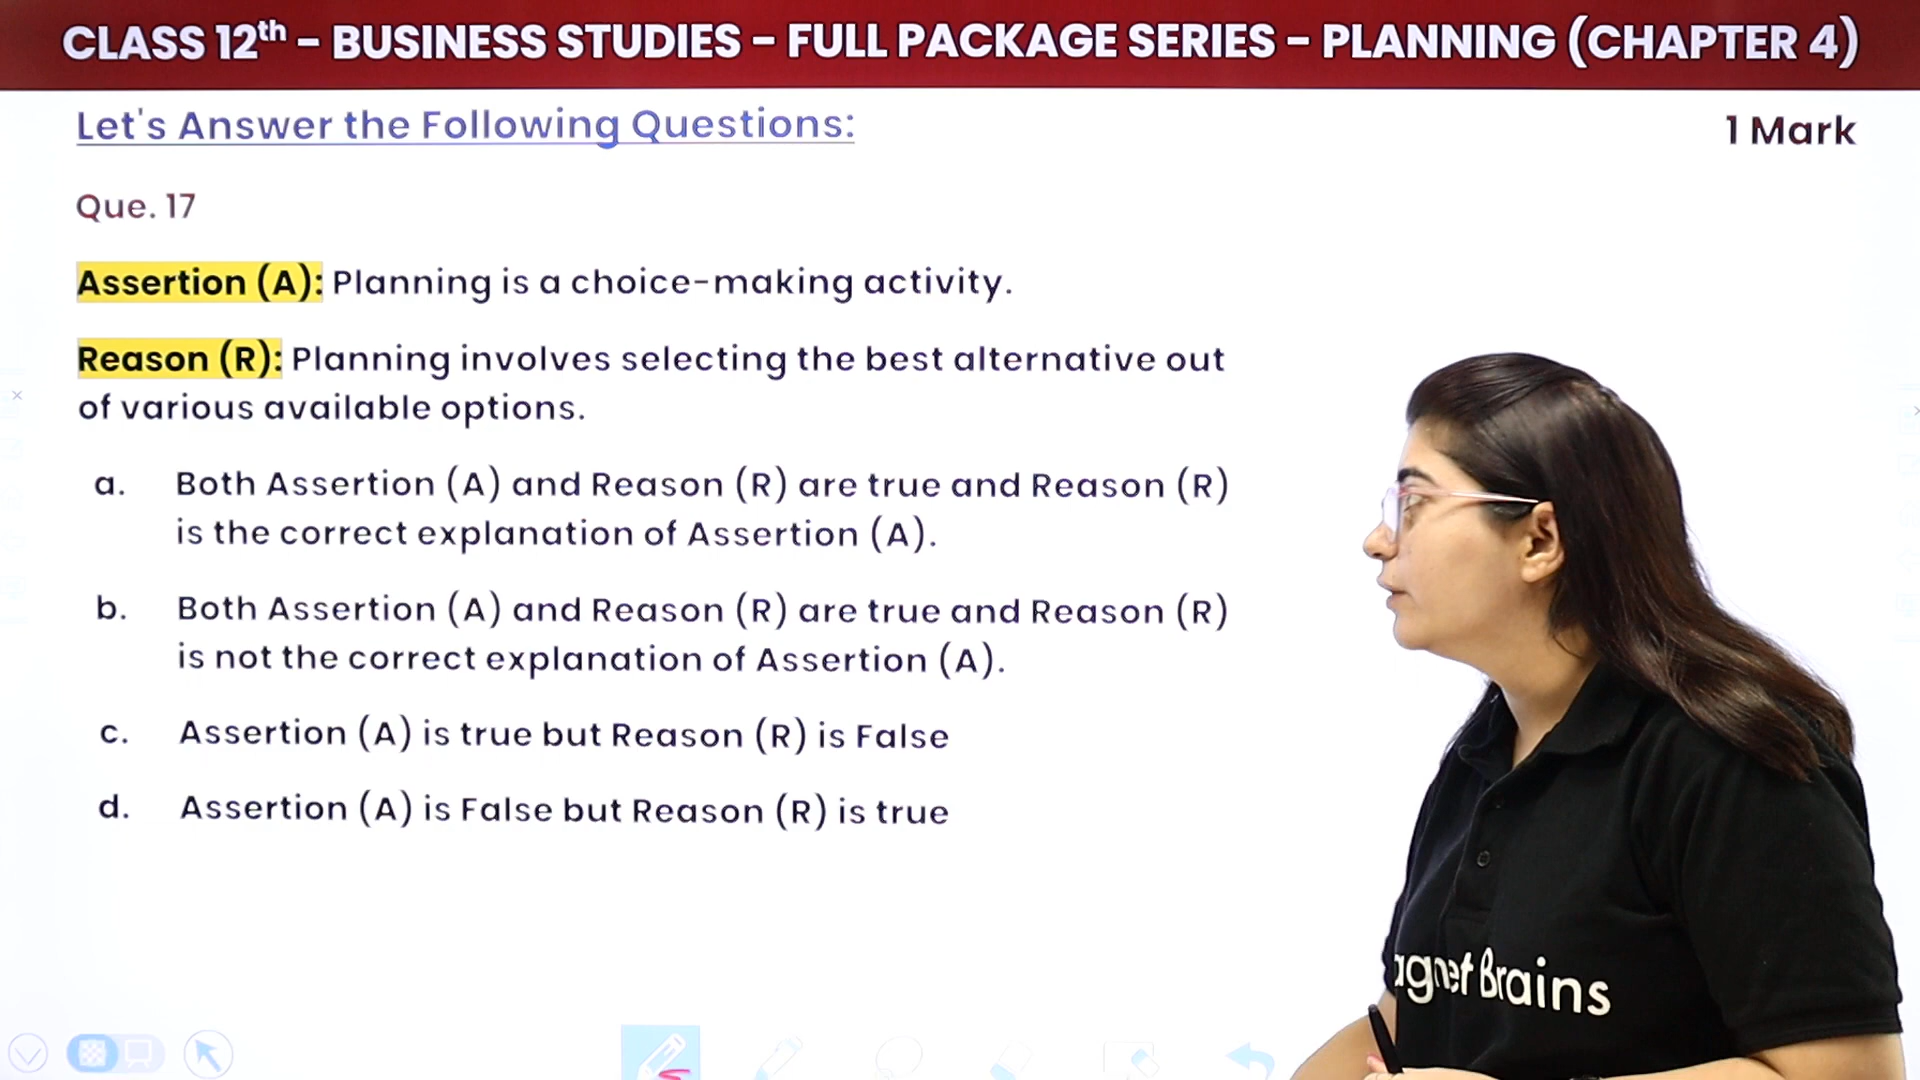 CLASS 12th - BUSINESS STUDIES - FULL PACKAGE SERIES - PLANNING (CHAPTER 4)
Let's Answer the Following Questions:
1 Mark
Que. 17
Assertion (A): Planning is a choice-making activity.
Reason (R): Planning involves selecting the best alternative out
of various available options.
a. Both Assertion (A) and Reason (R) are true and Reason (R)
is the correct explanation of Assertion (A).
b. Both Assertion (A) and Reason (R) are true and Reason (R)
is not the correct explanation of Assertion (A).
c. Assertion (A) is true but Reason (R) is False
d. Assertion (A) is False but Reason (R) is true
agnet Brains